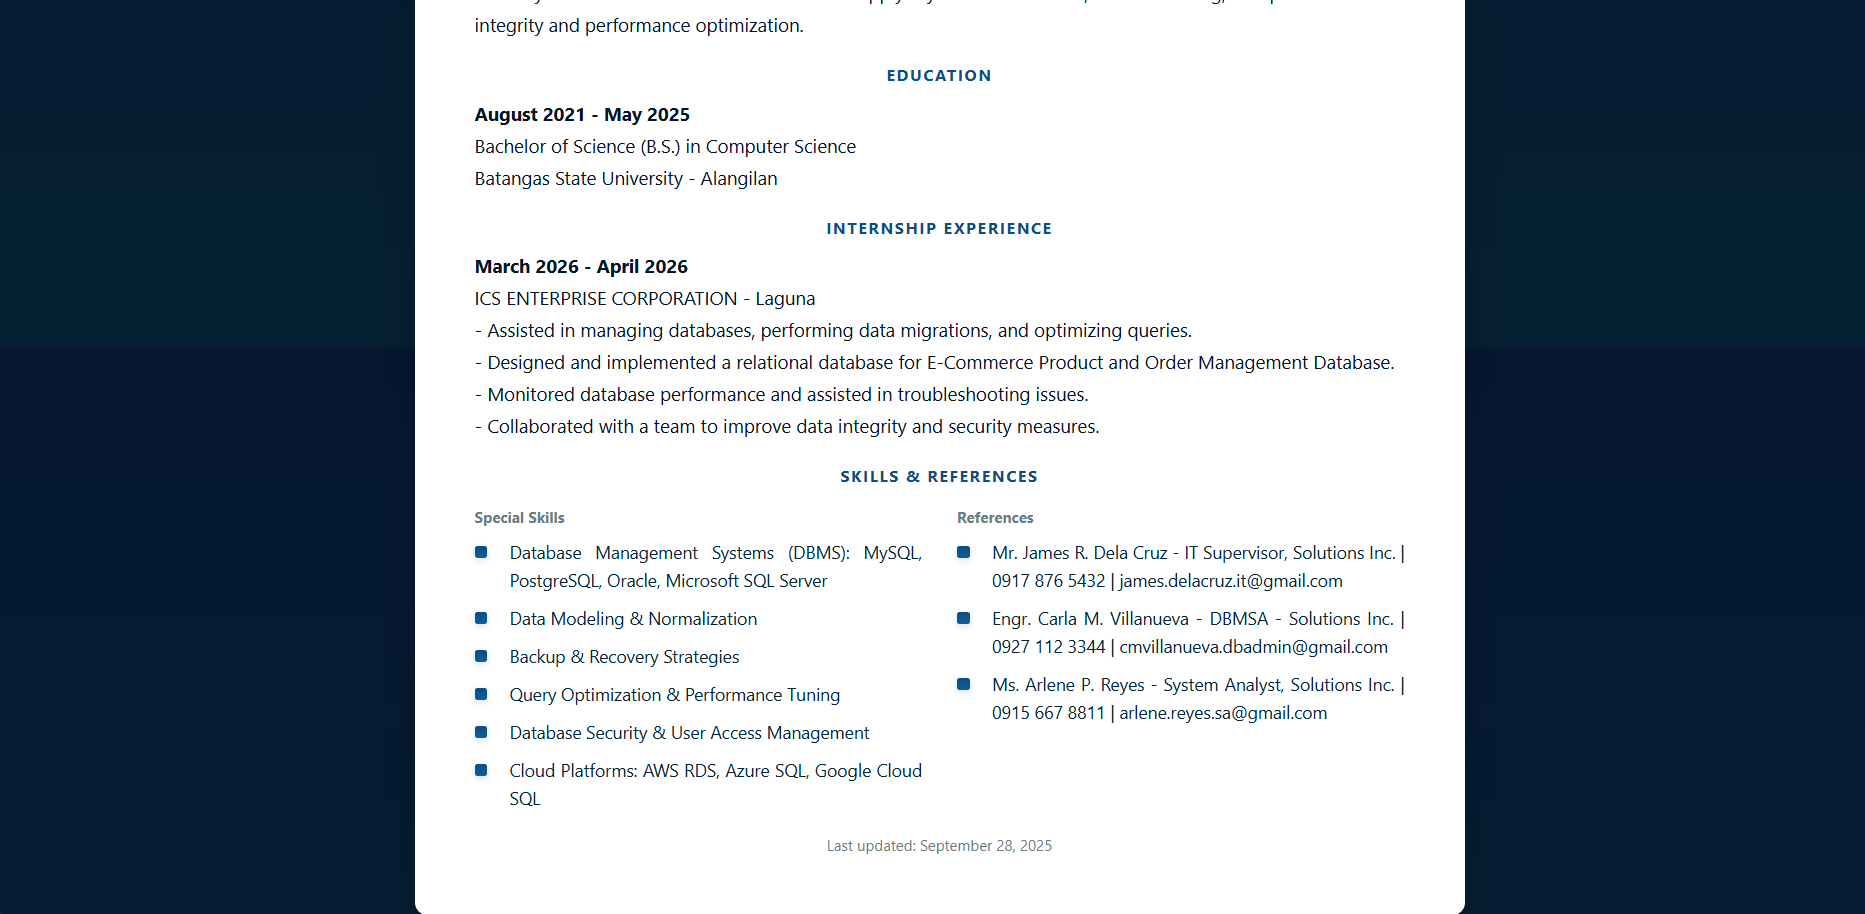 integrity and performance optimization.
EDUCATION
August 2021 - May 2025
Bachelor of Science (B.S.) in Computer Science
Batangas State University - Alangilan
INTERNSHIP EXPERIENCE
March 2026 - April 2026
ICS ENTERPRISE CORPORATION - Laguna
- Assisted in managing databases, performing data migrations, and optimizing queries.
- Designed and implemented a relational database for E-Commerce Product and Order Management Database.
- Monitored database performance and assisted in troubleshooting issues.
- Collaborated with a team to improve data integrity and security measures.
SKILLS & REFERENCES
Special Skills
Database Management Systems (DBMS): MySQL,
PostgreSQL, Oracle, Microsoft SQL Server
Data Modeling & Normalization
Backup & Recovery Strategies
Query Optimization & Performance Tuning
Database Security & User Access Management
Cloud Platforms: AWS RDS, Azure SQL, Google Cloud
SQL
References
Mr. James R. Dela Cruz - IT Supervisor, Solutions Inc. |
0917 876 5432 | james.delacruz.it@gmail.com
Engr. Carla M. Villanueva - DBMSA - Solutions Inc. |
0927 112 3344 | cmvillanueva.dbadmin@gmail.com
Ms. Arlene P. Reyes - System Analyst, Solutions Inc. |
0915 667 8811 | arlene.reyes.sa@gmail.com
Last updated: September 28, 2025